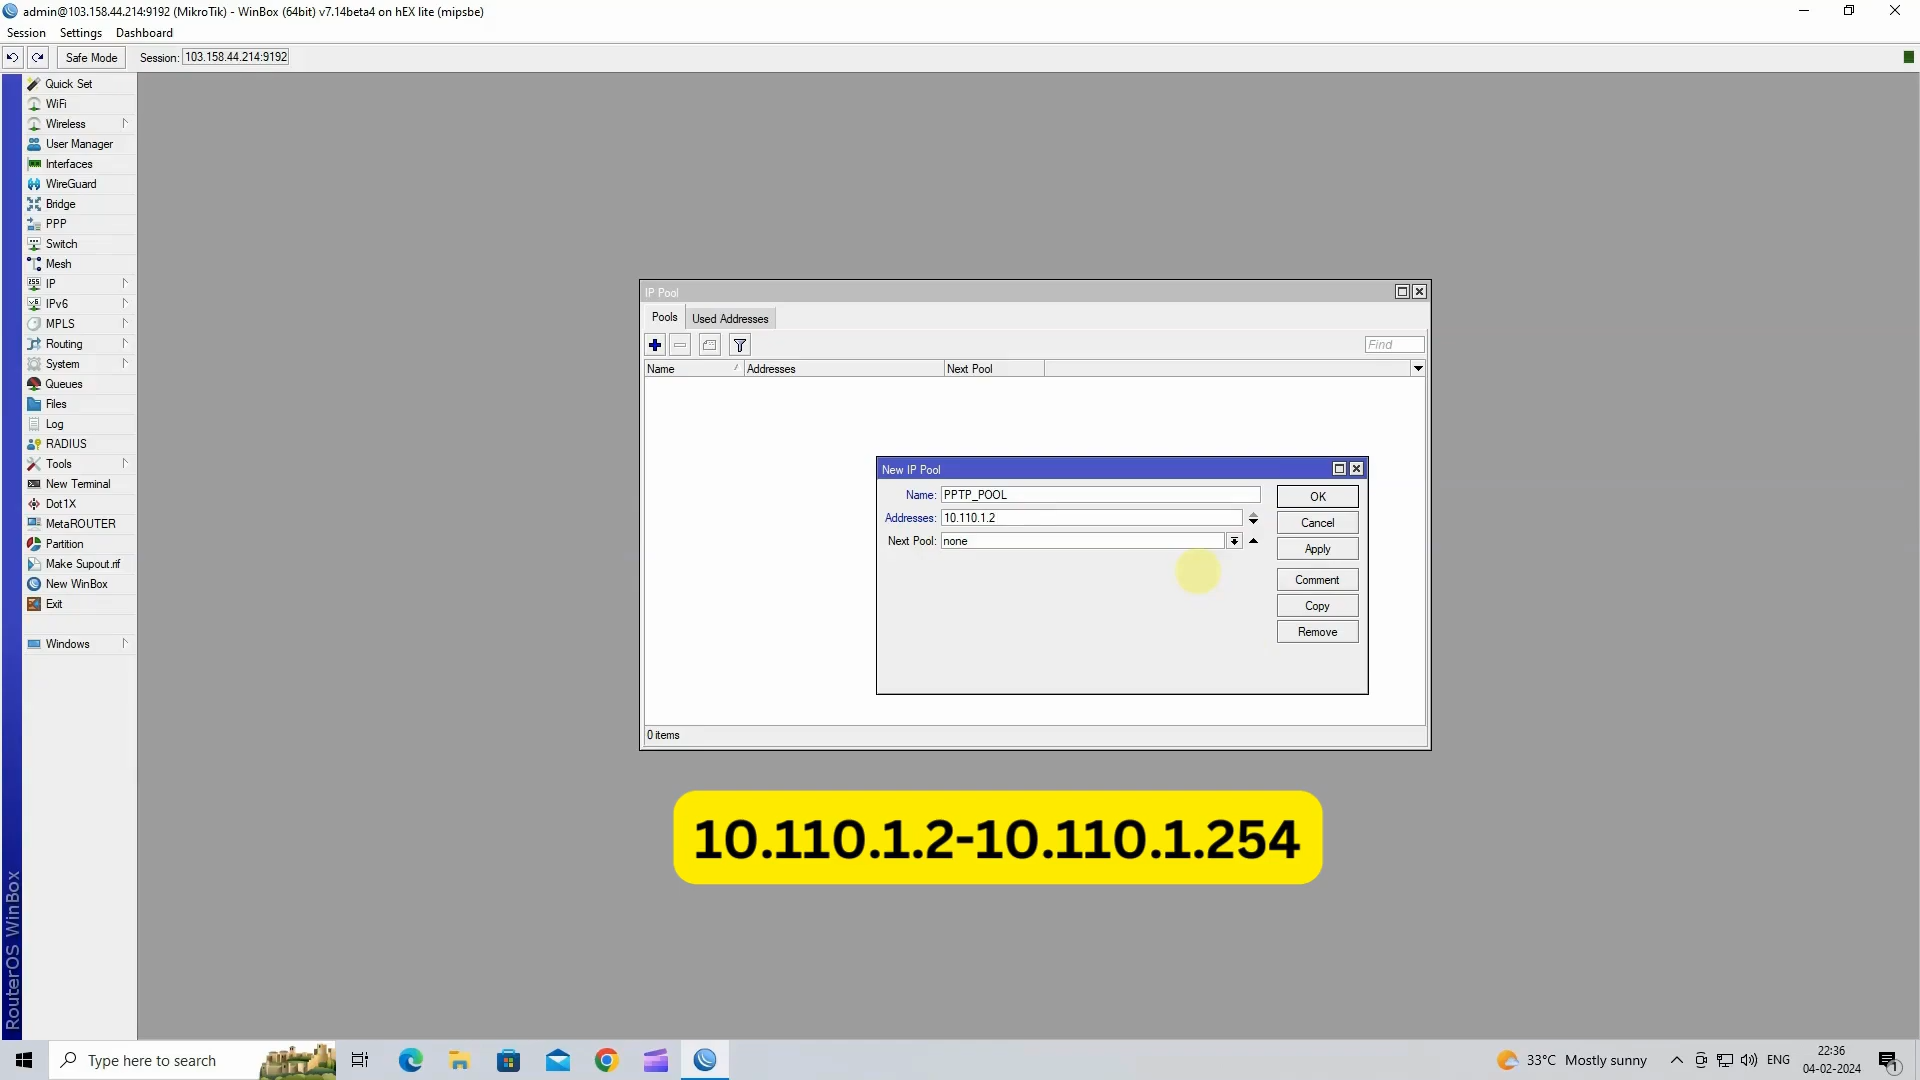 admin@103.158.44.214:9192 (MikroTik) - WinBox (64bit) v7.14beta4 on hEX lite (mipsbe)
Session Settings Dashboard
Safe Mode Session: 103.158.44.214:9192
Quick Set
WiFi
Wireless
User Manager
Interfaces
WireGuard
Bridge
PPP
Switch
Mesh
IP
IPv6
MPLS
Routing
System
Queues
Files
Log
RADIUS
Tools
New Terminal
Dot1X
MetaROUTER
Partition
Make Supout.rif
New WinBox
Exit
Windows
RouterOS WinBox
IP Pool
Pools Used Addresses
Find
Name Addresses Next Pool
New IP Pool
Name: PPTP_POOL
Addresses: 10.110.1.2
Next Pool: none
OK
Cancel
Apply
Comment
Copy
Remove
0 items
10.110.1.2-10.110.1.254
Type here to search
33°C Mostly sunny
ENG
22:36
04-02-2024
1